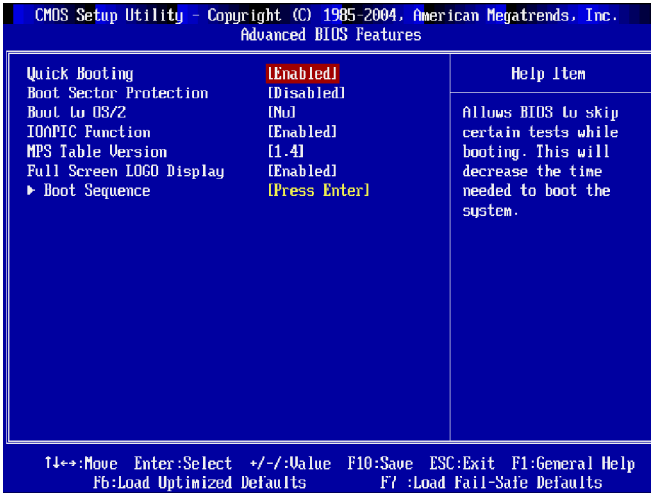 CMOS Setup Utility - Copyright (C) 1985-2004, American Megatrends, Inc.
Advanced BIOS Features
Quick Booting [Enabled]
Boot Sector Protection [Disabled]
Boot to OS/2 [No]
IOAPIC Function [Enabled]
MPS Table Version [1.4]
Full Screen LOGO Display [Enabled]
► Boot Sequence [Press Enter]
Help Item
Allows BIOS to skip
certain tests while
booting. This will
decrease the time
needed to boot the
system.
↑↓←→:Move Enter:Select +/-/:Value F10:Save ESC:Exit F1:General Help
F6:Load Optimized Defaults F7 :Load Fail-Safe Defaults